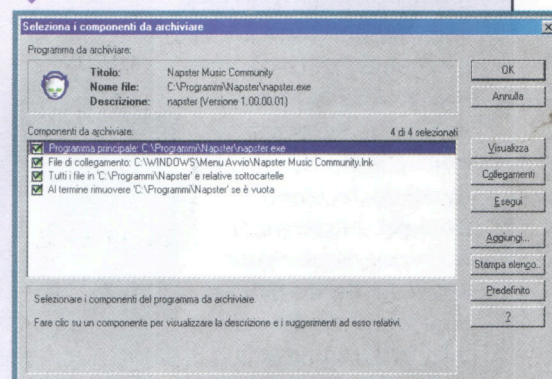 Seleziona i componenti da archiviare
Programma da archiviare:
Titolo: Napster Music Community
Nome file: C:\Programmi\Napster\napster.exe
Descrizione: napster (Versione 1.00.00.01)
OK
Annulla
Componenti da archiviare: 4 di 4 selezionati
Programma principale: C:\Programmi\Napster\napster.exe
File di collegamento: C:\WINDOWS\Menu Avvio\Napster Music Community.lnk
Tutti i file in 'C:\Programmi\Napster' e relative sottocartelle
Al termine rimuovere 'C:\Programmi\Napster' se è vuota
Visualizza
Collegamenti
Esegui
Aggiungi...
Stampa elenco..
Predefinito
?
Selezionare i componenti del programma da archiviare.
Fare clic su un componente per visualizzare la descrizione e i suggerimenti ad esso relativi.